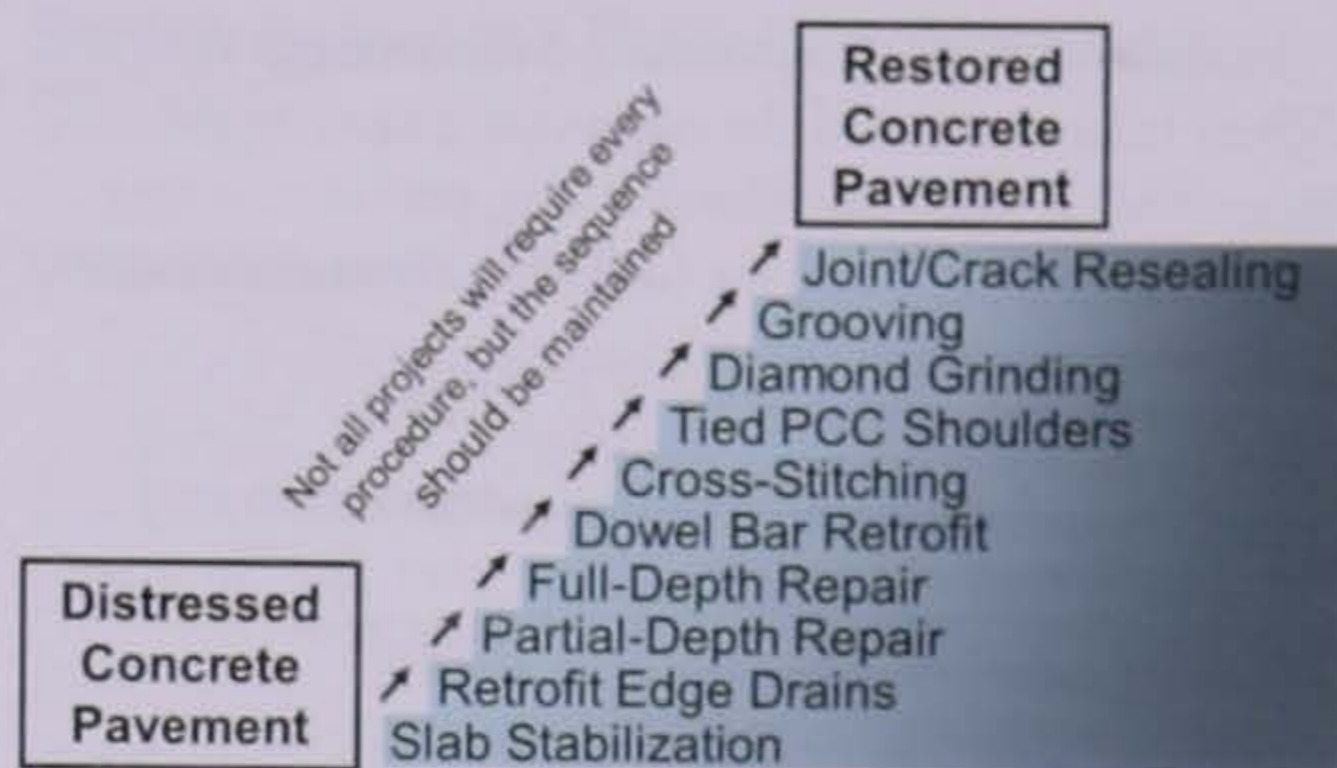 Restored
Concrete
Pavement
Not all projects will require every
procedure, but the sequence
should be maintained
Joint/Crack Resealing
Grooving
Diamond Grinding
Tied PCC Shoulders
Cross-Stitching
Dowel Bar Retrofit
Full-Depth Repair
Partial-Depth Repair
Retrofit Edge Drains
Slab Stabilization
Distressed
Concrete
Pavement